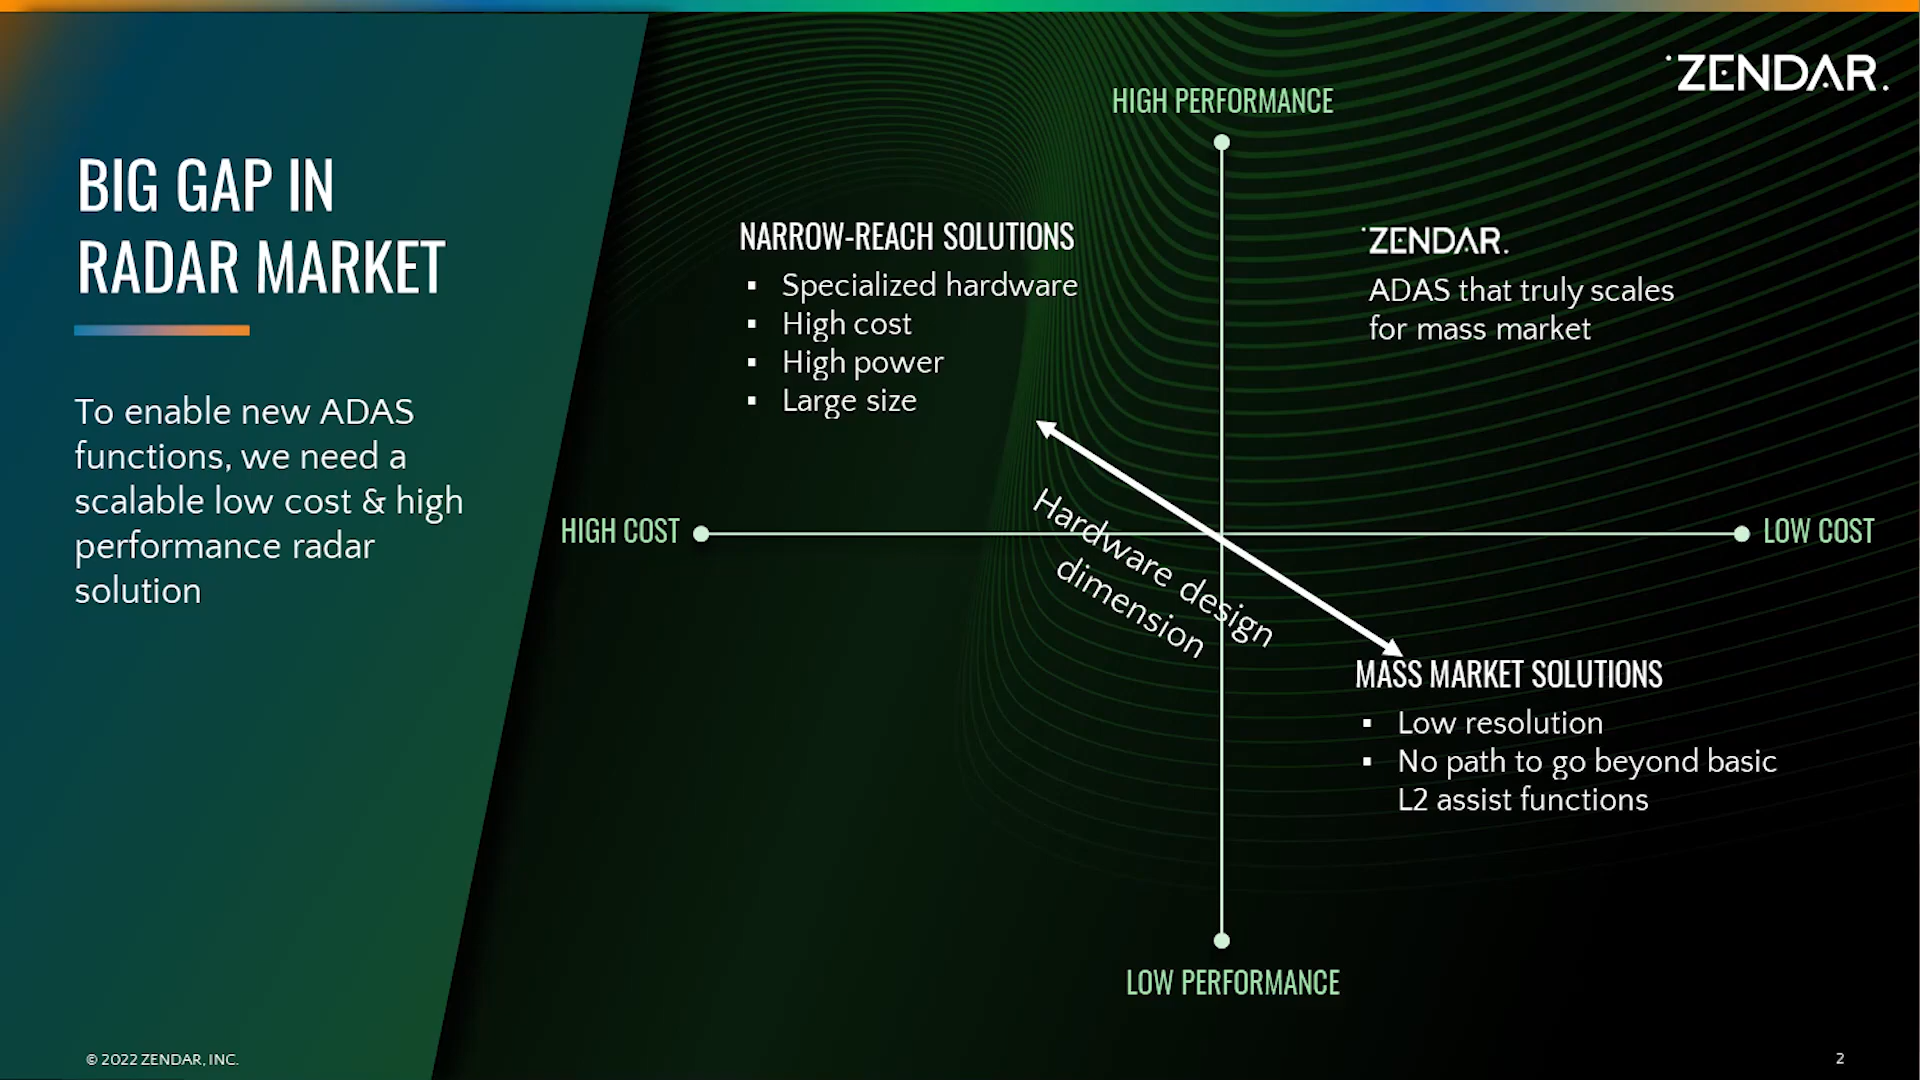 ZENDAR.
BIG GAP IN
RADAR MARKET
To enable new ADAS
functions, we need a
scalable low cost & high
performance radar
solution
HIGH PERFORMANCE
NARROW-REACH SOLUTIONS
▪ Specialized hardware
▪ High cost
▪ High power
▪ Large size
ZENDAR.
ADAS that truly scales
for mass market
HIGH COST
LOW COST
Hardware design
dimension
MASS MARKET SOLUTIONS
▪ Low resolution
▪ No path to go beyond basic
L2 assist functions
LOW PERFORMANCE
© 2022 ZENDAR, INC.
2